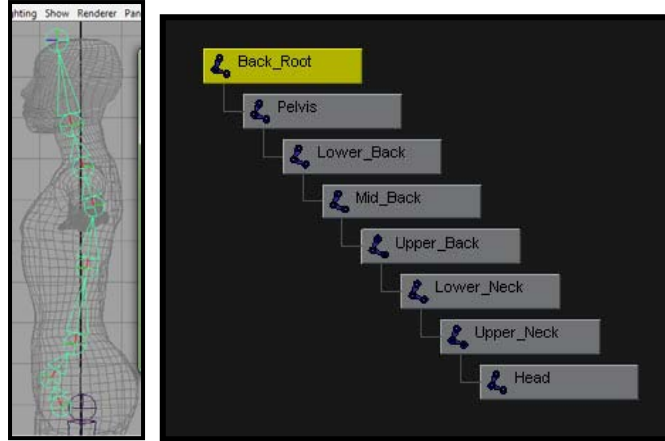 hting Show Renderer Pan
Back_Root
Pelvis
Lower_Back
Mid_Back
Upper_Back
Lower_Neck
Upper_Neck
Head